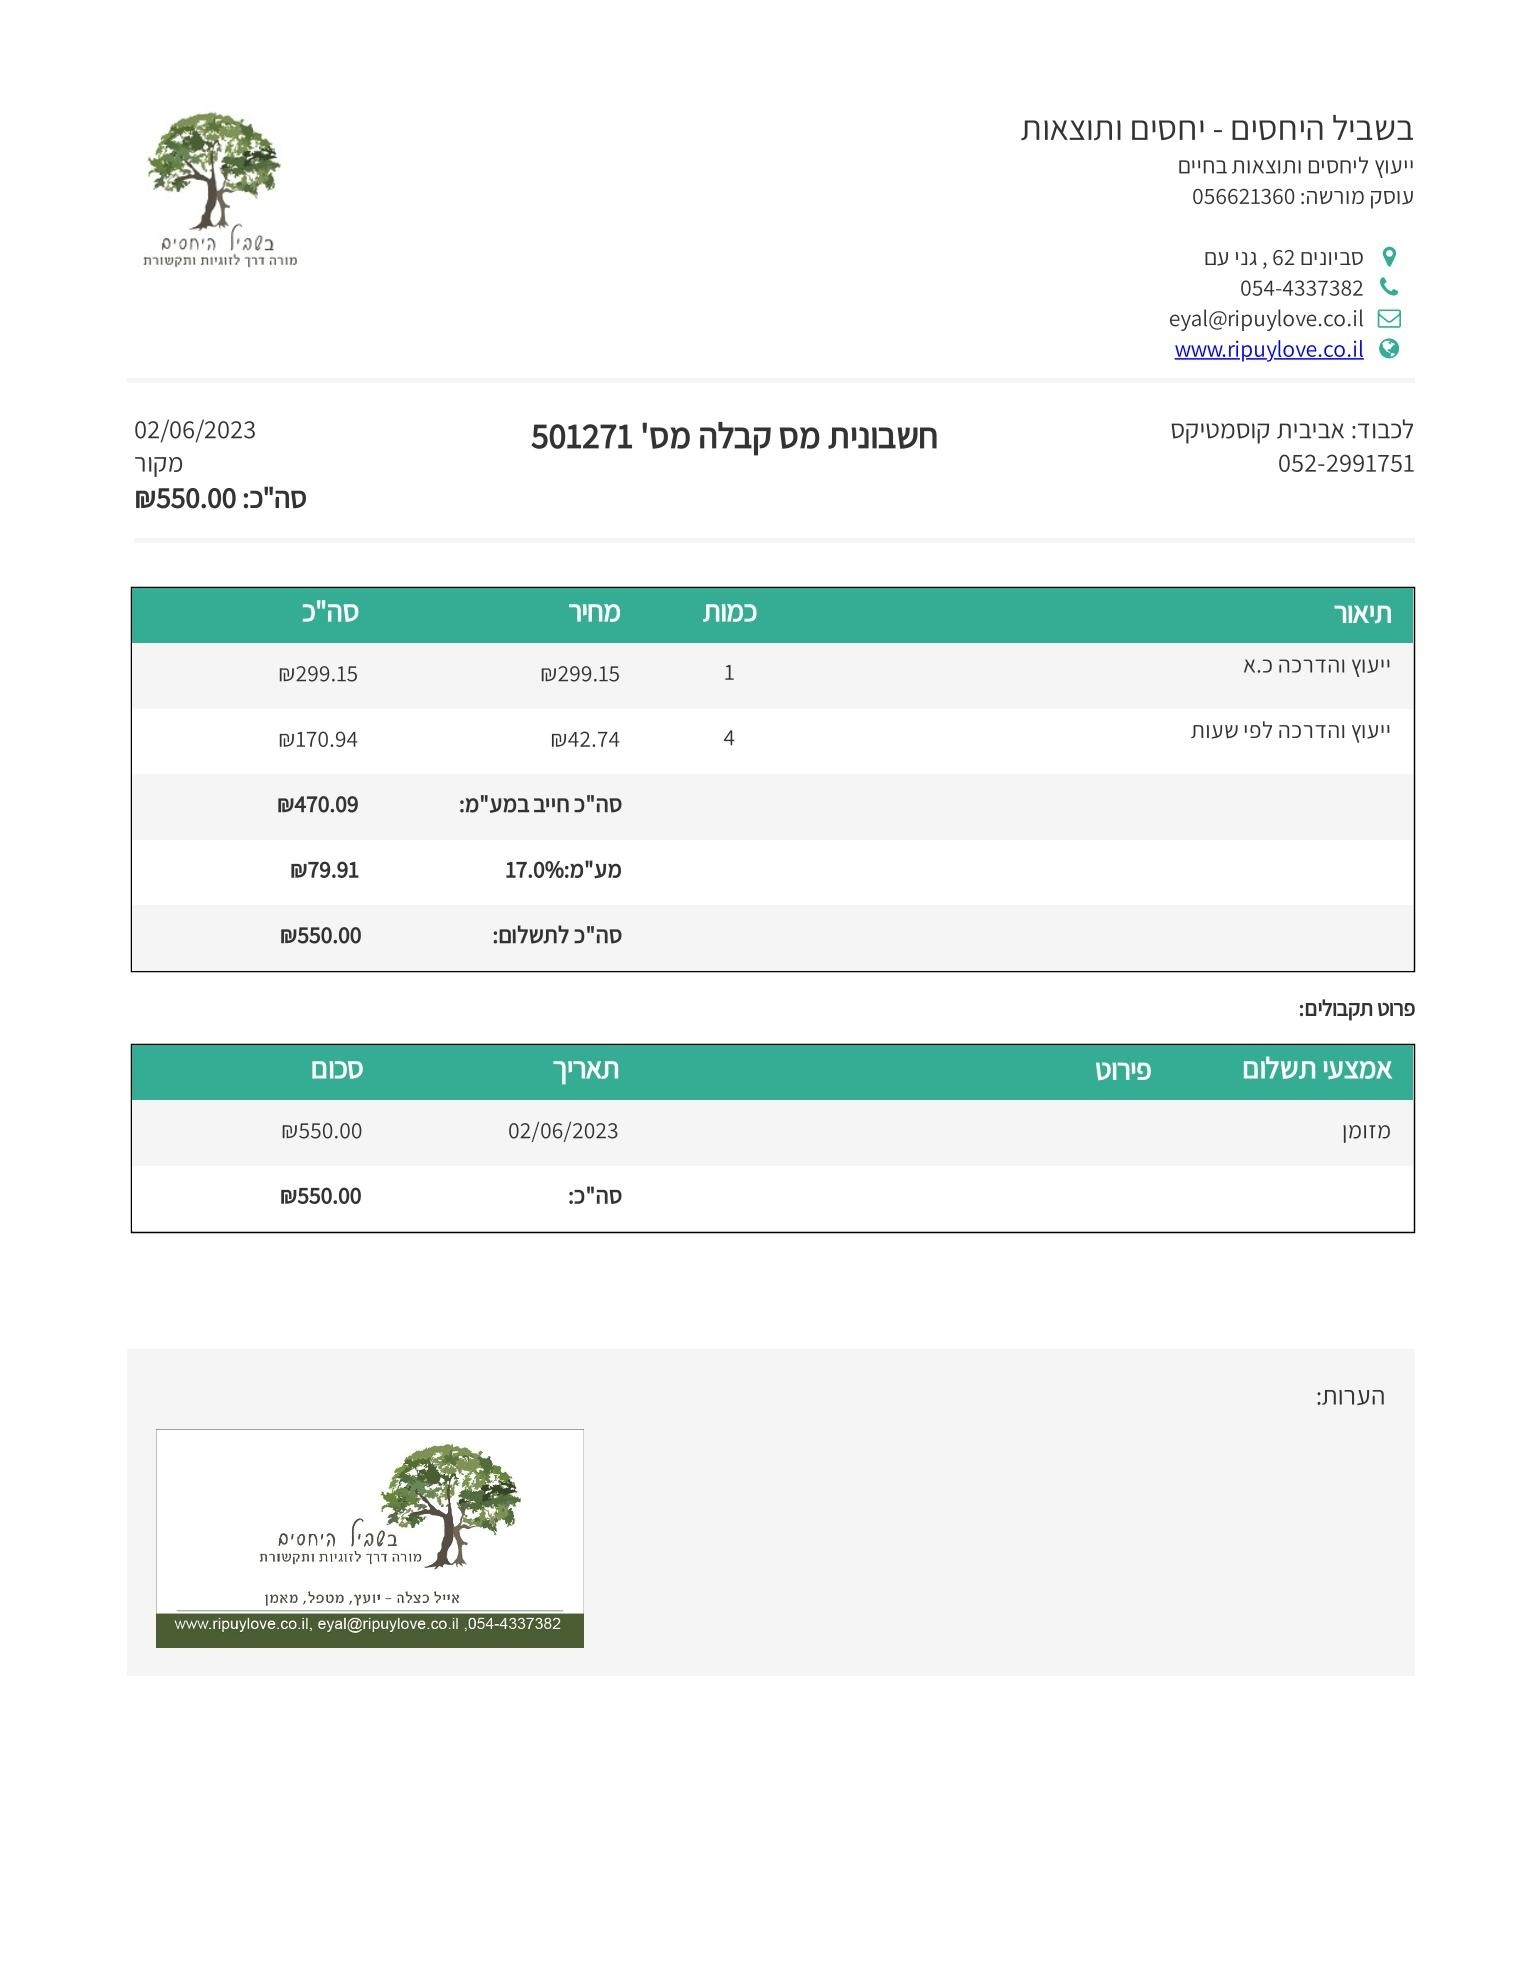 בשביל היחסים
מורה דרך לזוגיות ותקשורת
בשביל היחסים - יחסים ותוצאות
ייעוץ ליחסים ותוצאות בחיים
עוסק מורשה: 056621360
סביונים 62 , גני עם
054-4337382
eyal@ripuylove.co.il
www.ripuylove.co.il
לכבוד: אביבית קוסמטיקס
052-2991751
חשבונית מס קבלה מס' 501271
02/06/2023
מקור
סה"כ: 550.00₪
תיאור כמות מחיר סה"כ
ייעוץ והדרכה כ.א 1 299.15₪ 299.15₪
ייעוץ והדרכה לפי שעות 4 42.74₪ 170.94₪
סה"כ חייב במע"מ: 470.09₪
מע"מ:17.0% 79.91₪
סה"כ לתשלום: 550.00₪
פרוט תקבולים:
אמצעי תשלום פירוט תאריך סכום
מזומן 02/06/2023 550.00₪
סה"כ: 550.00₪
הערות:
בשביל היחסים
מורה דרך לזוגיות ותקשורת
אייל כצלה - יועץ, מטפל, מאמן
www.ripuylove.co.il, eyal@ripuylove.co.il ,054-4337382